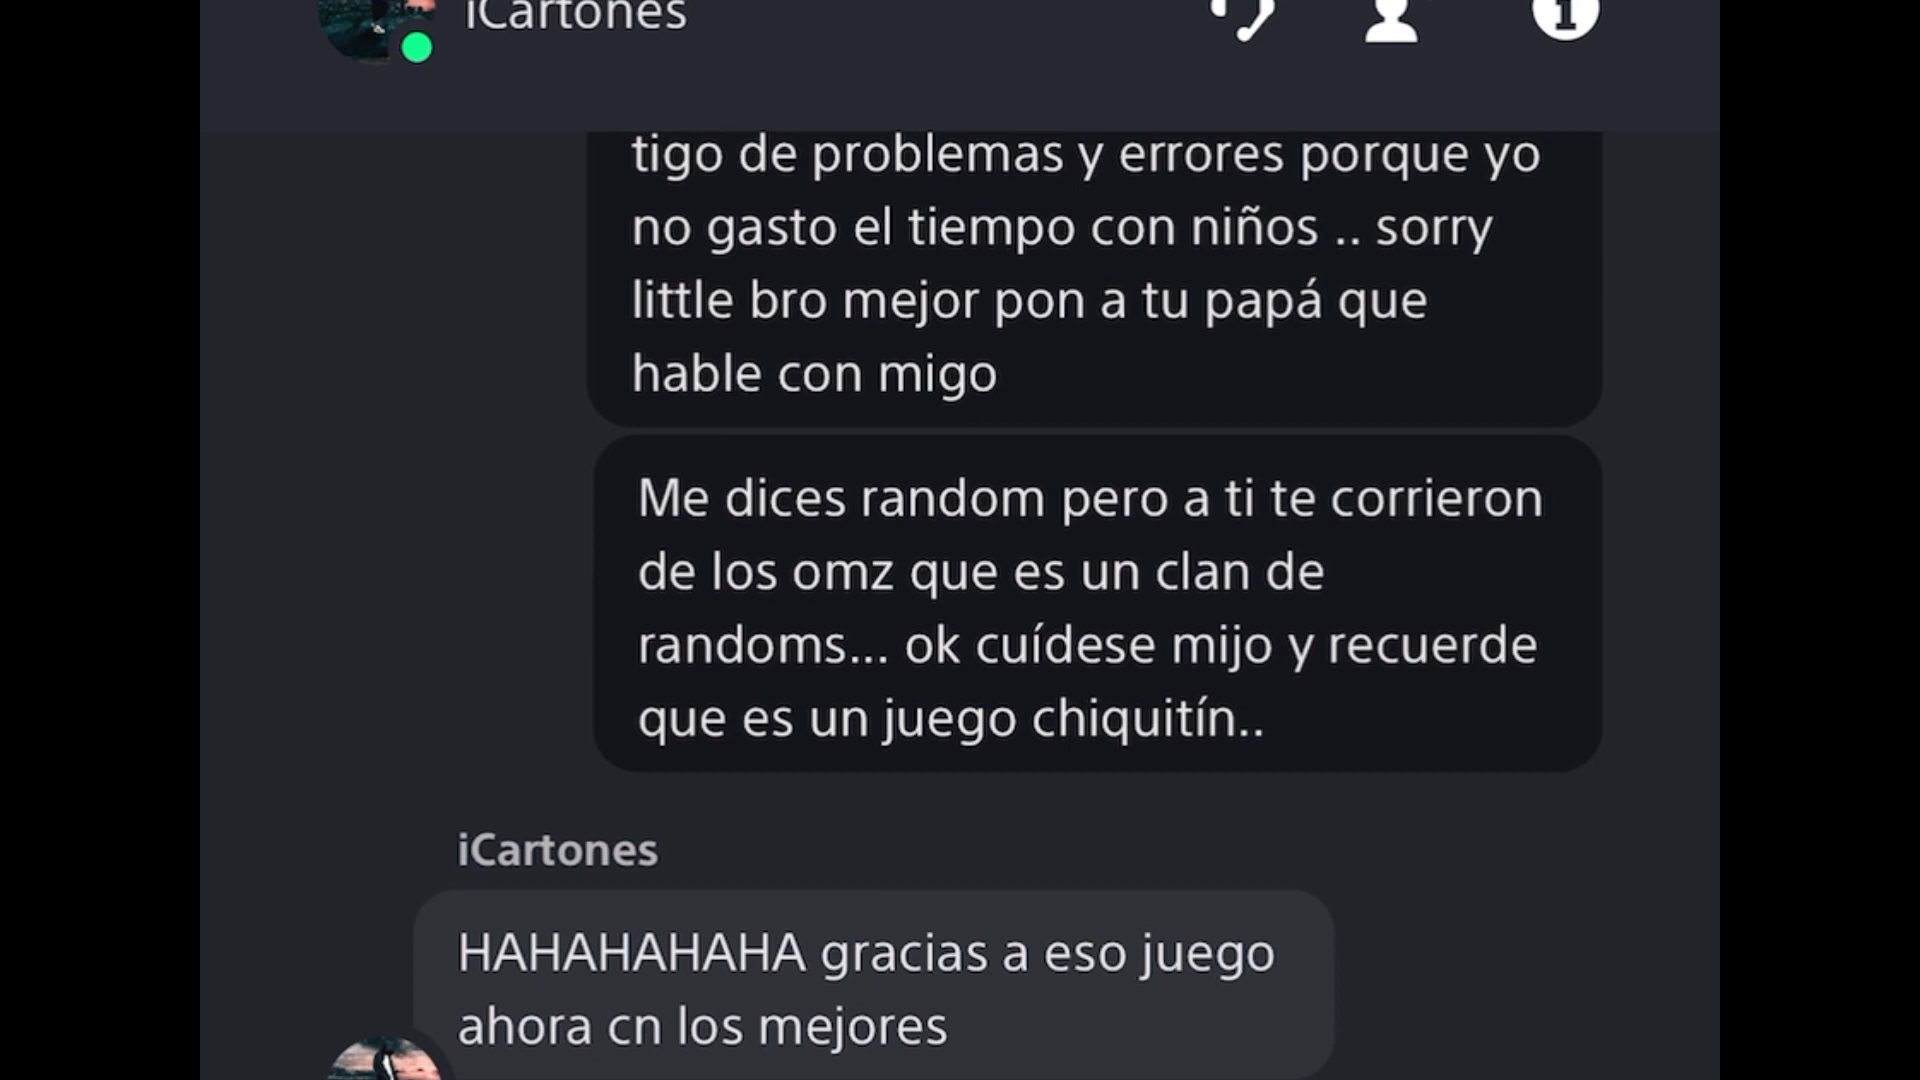 iCartones
tigo de problemas y errores porque yo
no gasto el tiempo con niños .. sorry
little bro mejor pon a tu papá que
hable con migo
Me dices random pero a ti te corrieron
de los omz que es un clan de
randoms... ok cuídese mijo y recuerde
que es un juego chiquitín..
iCartones
HAHAHAHAHA gracias a eso juego
ahora cn los mejores